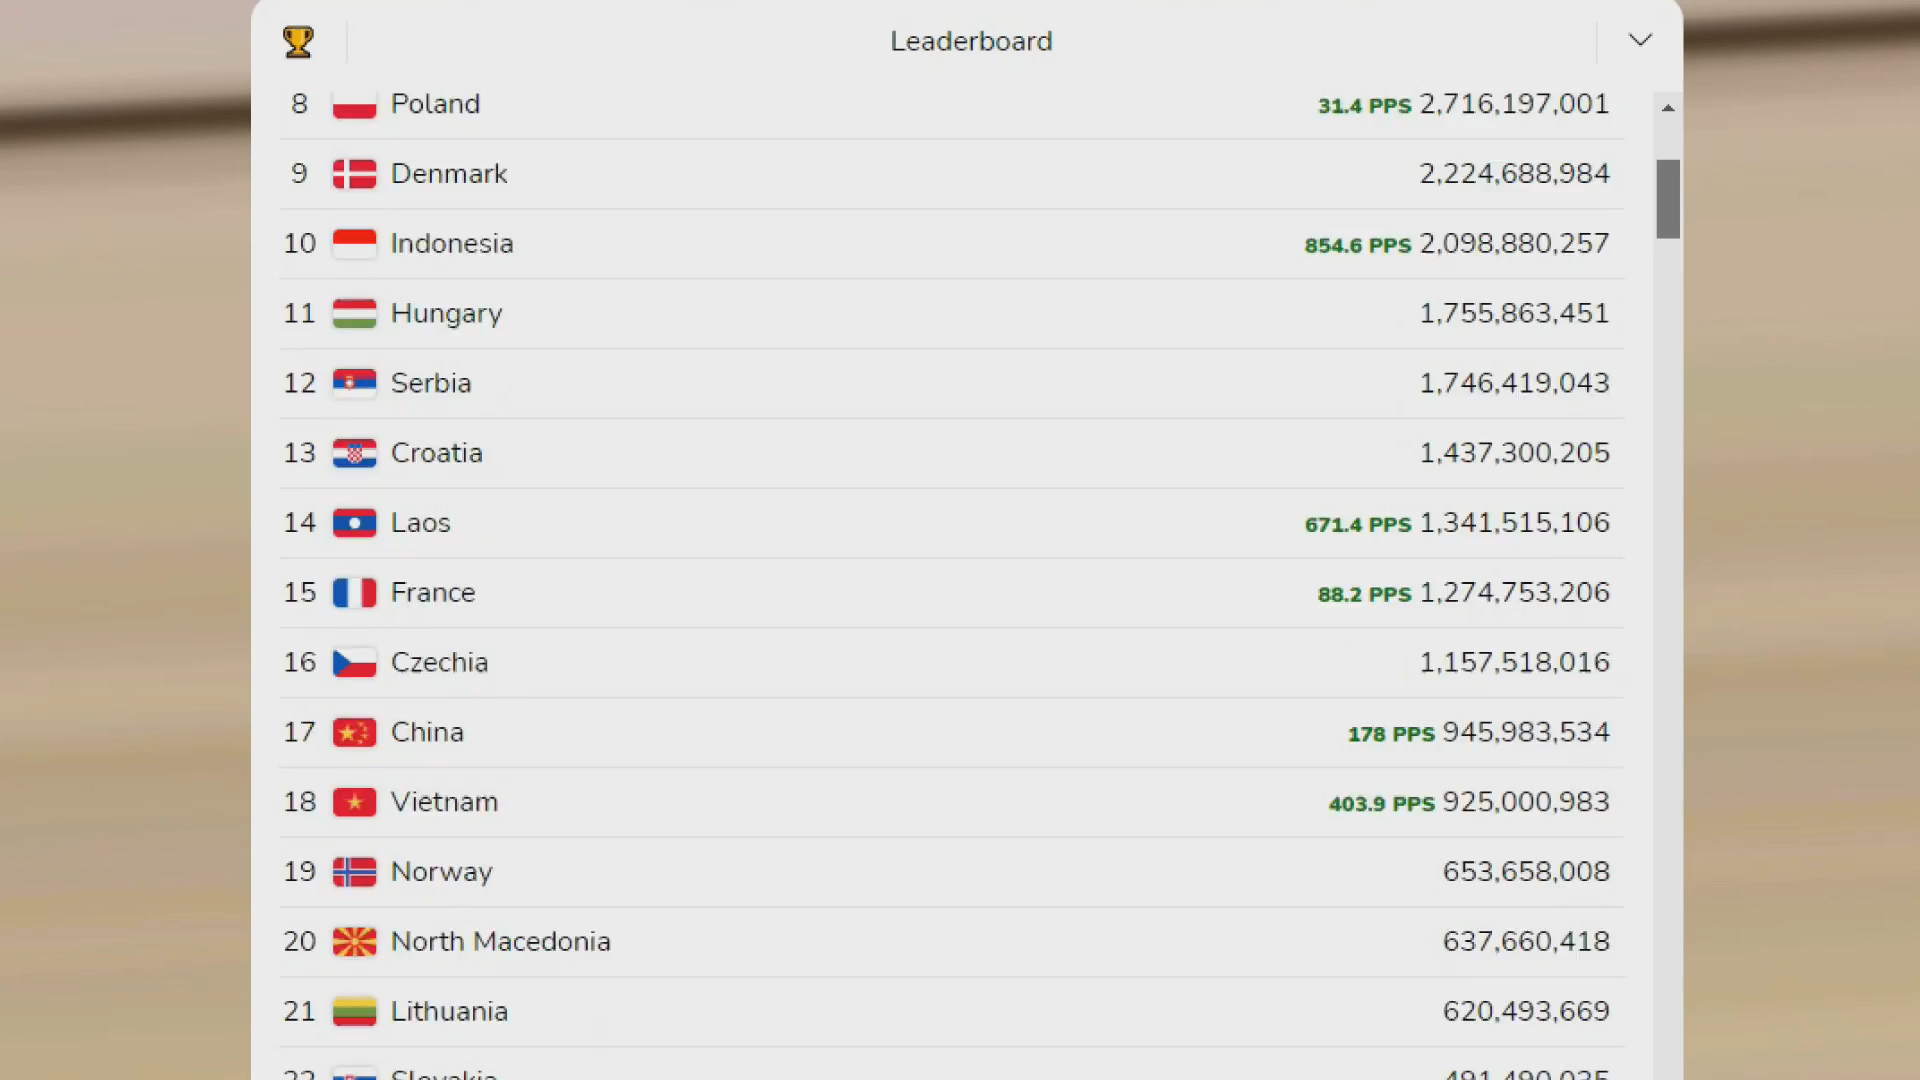 Leaderboard
8 Poland 31.4 PPS 2,716,197,001
9 Denmark 2,224,688,984
10 Indonesia 854.6 PPS 2,098,880,257
11 Hungary 1,755,863,451
12 Serbia 1,746,419,043
13 Croatia 1,437,300,205
14 Laos 671.4 PPS 1,341,515,106
15 France 88.2 PPS 1,274,753,206
16 Czechia 1,157,518,016
17 China 178 PPS 945,983,534
18 Vietnam 403.9 PPS 925,000,983
19 Norway 653,658,008
20 North Macedonia 637,660,418
21 Lithuania 620,493,669
22 Slovakia 491,490,035